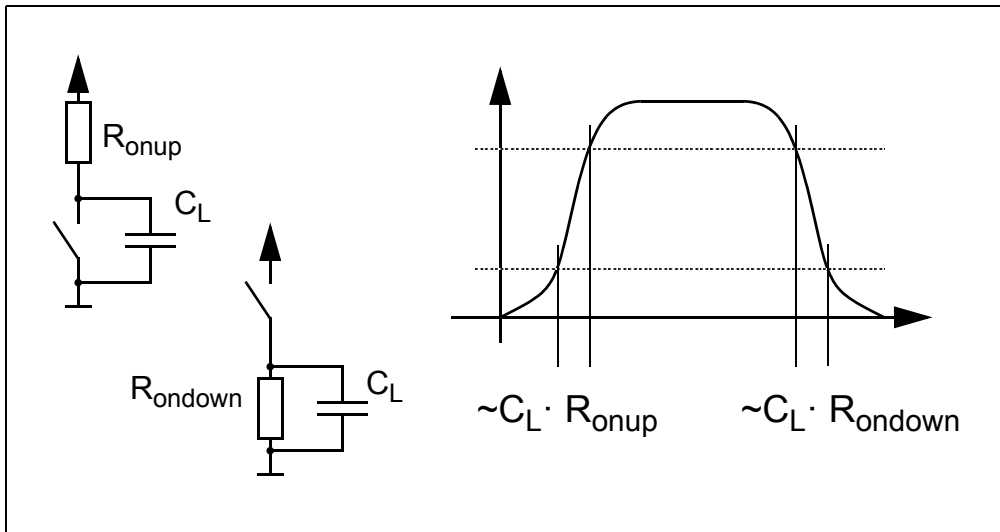 R_onup
C_L
R_ondown
C_L
~C_L· R_onup
~C_L· R_ondown